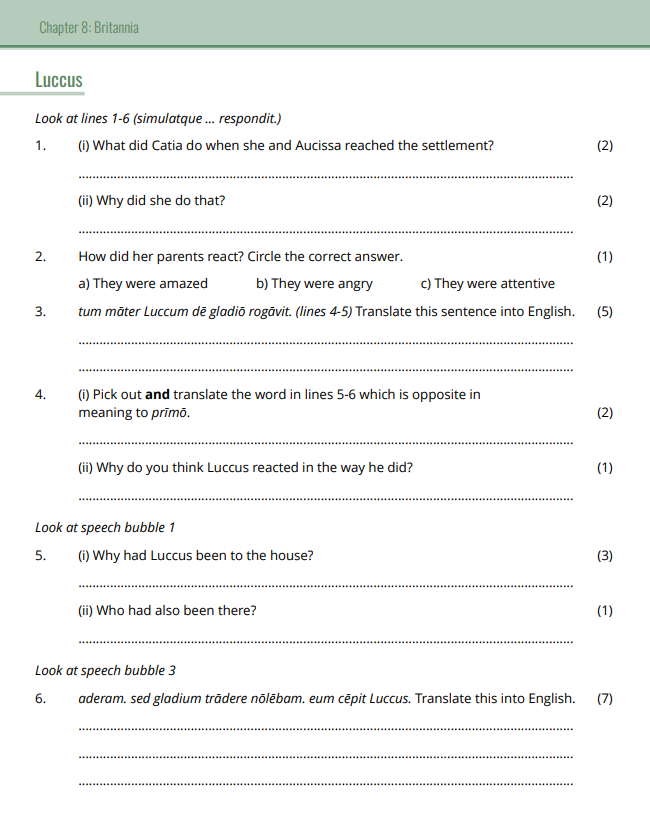 Chapter 8: Britannia
Luccus
Look at lines 1-6 (simulatque ... respondit.)
1. (i) What did Catia do when she and Aucissa reached the settlement? (2)
(ii) Why did she do that? (2)
2. How did her parents react? Circle the correct answer. (1)
a) They were amazed b) They were angry c) They were attentive
3. tum māter Luccum dē gladiō rogāvit. (lines 4-5) Translate this sentence into English. (5)
4. (i) Pick out and translate the word in lines 5-6 which is opposite in
meaning to prīmō. (2)
(ii) Why do you think Luccus reacted in the way he did? (1)
Look at speech bubble 1
5. (i) Why had Luccus been to the house? (3)
(ii) Who had also been there? (1)
Look at speech bubble 3
6. aderam. sed gladium trādere nōlēbam. eum cēpit Luccus. Translate this into English. (7)